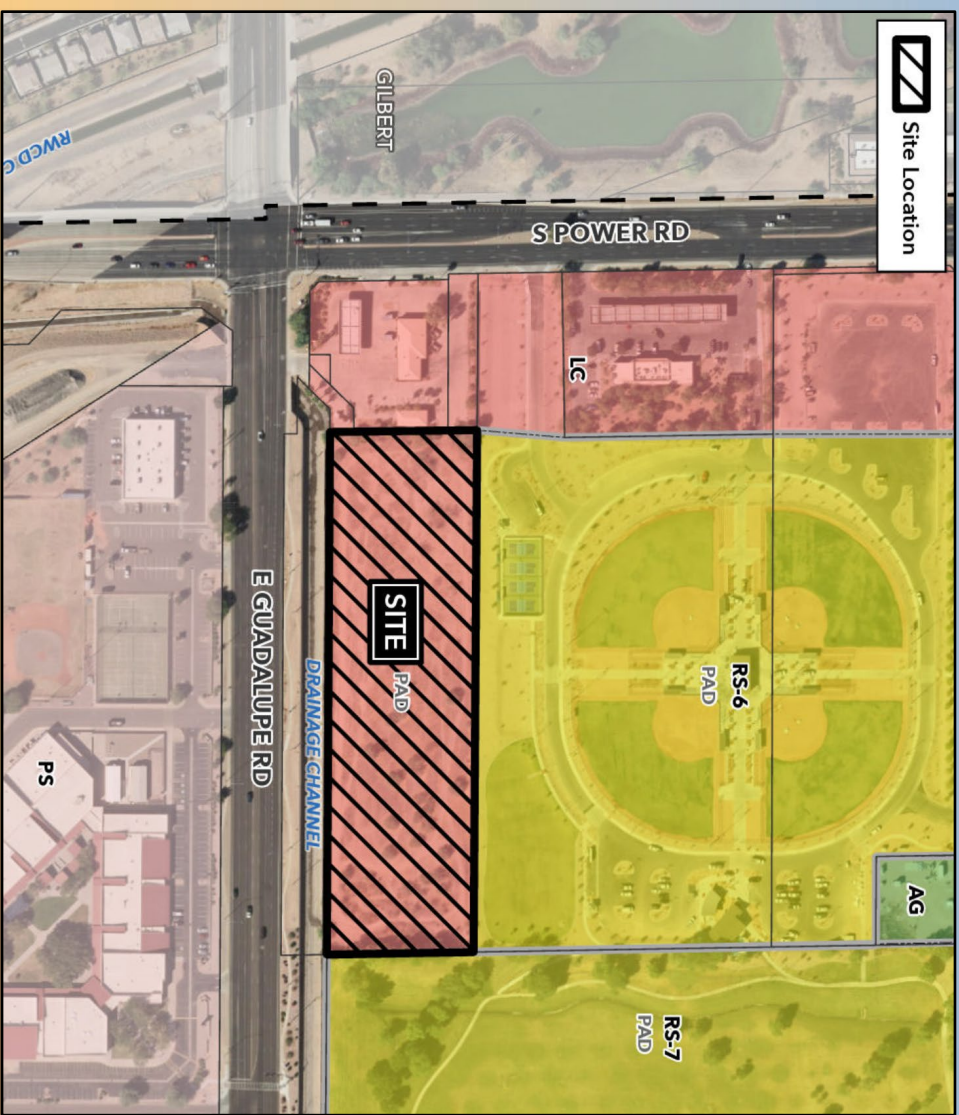 Site Location
AG
RS-6
PAD
RS-7
PAD
S POWER RD
LC
SITE
PAD
GILBERT
DRAINAGE CHANNEL
E GUADALUPE RD
PS
RWCD